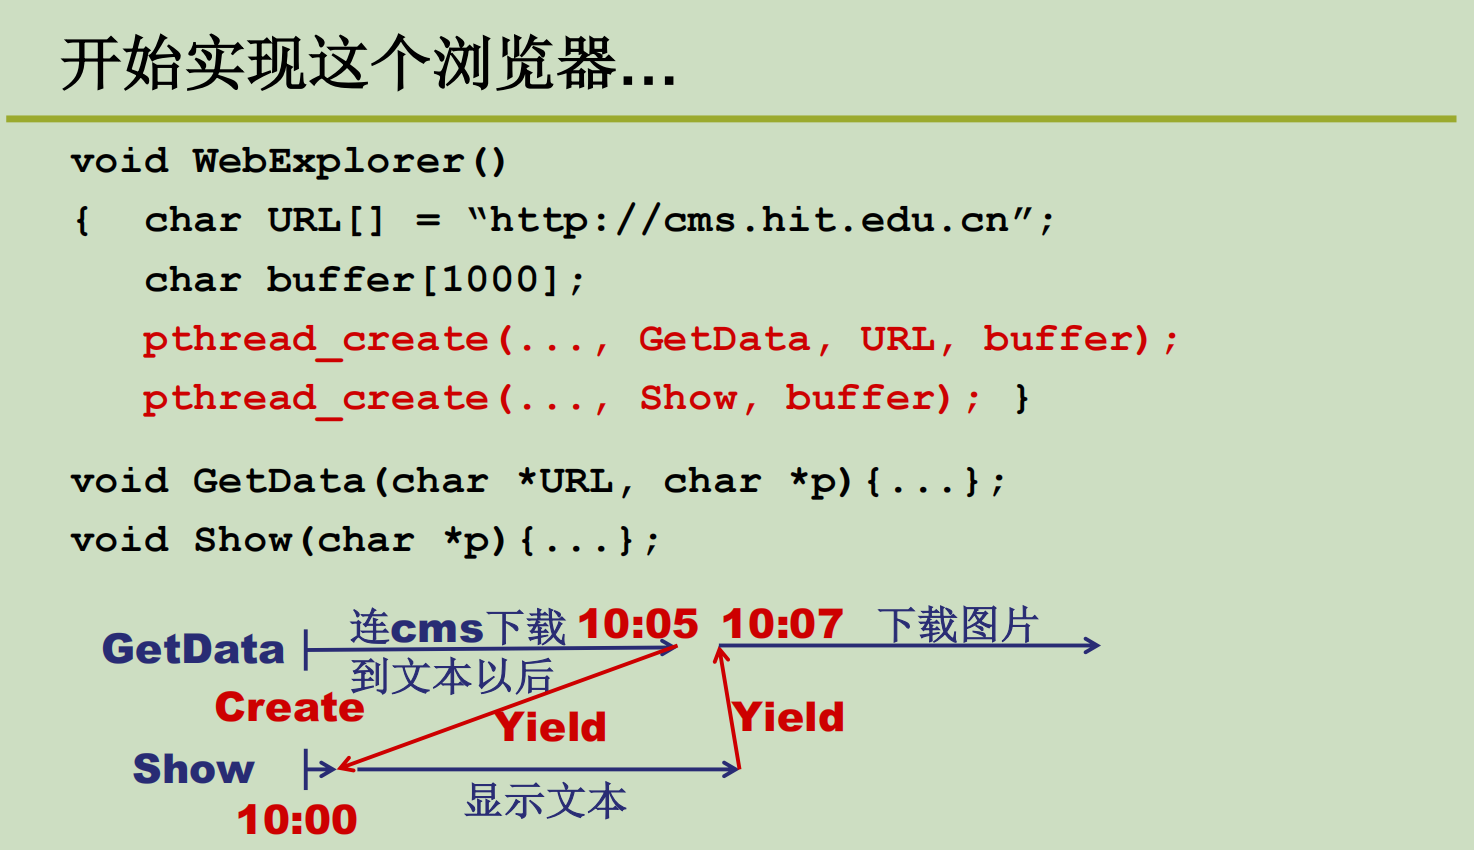 开始实现这个浏览器...
void WebExplorer()
{  char URL[] = “http://cms.hit.edu.cn”;
char buffer[1000];
pthread_create(..., GetData, URL, buffer);
pthread_create(..., Show, buffer); }
void GetData(char *URL, char *p){...};
void Show(char *p){...};
连cms下载 10:05 10:07 下载图片
GetData
到文本以后
Create
Yield Yield
Show
显示文本
10:00